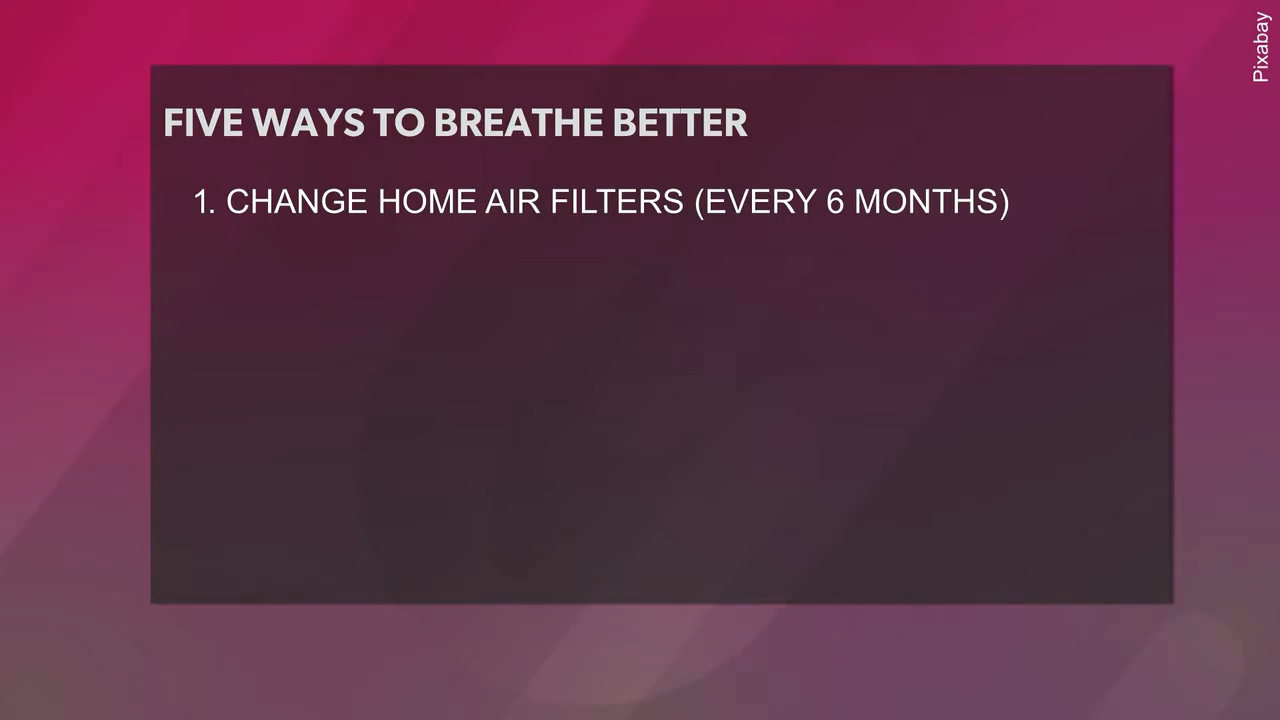 Pixabay
FIVE WAYS TO BREATHE BETTER
1. CHANGE HOME AIR FILTERS (EVERY 6 MONTHS)